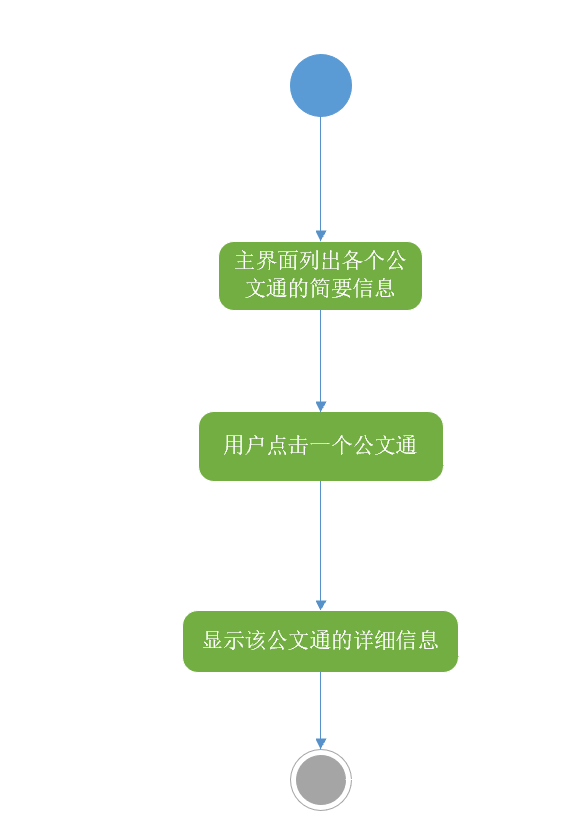 主界面列出各个公
文通的简要信息
用户点击一个公文通
显示该公文通的详细信息